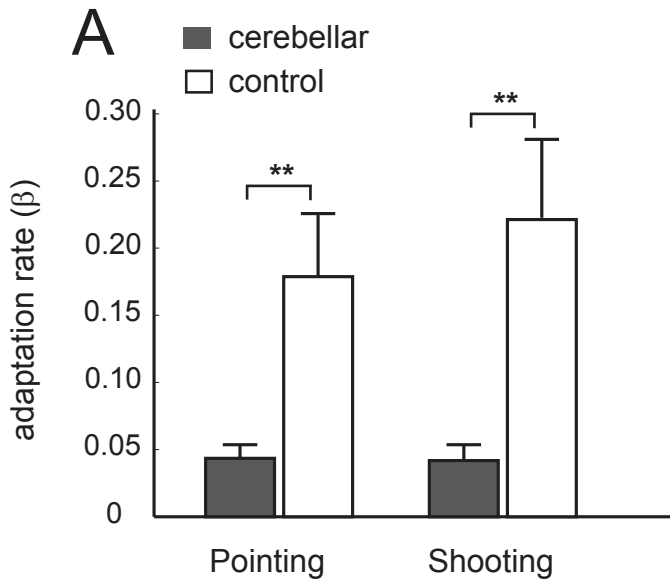 A
cerebellar
control
**
**
adaptation rate (β)
0.30
0.25
0.20
0.15
0.10
0.05
0
Pointing
Shooting